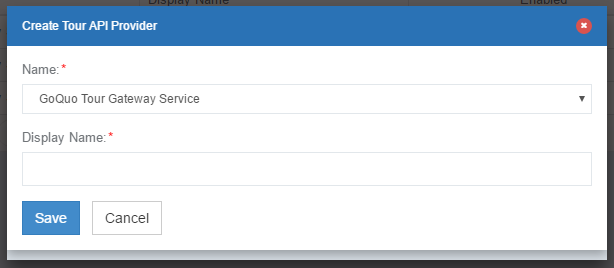 Display Name
Enabled
Create Tour API Provider
Name:*
GoQuo Tour Gateway Service
Display Name:*
Save
Cancel